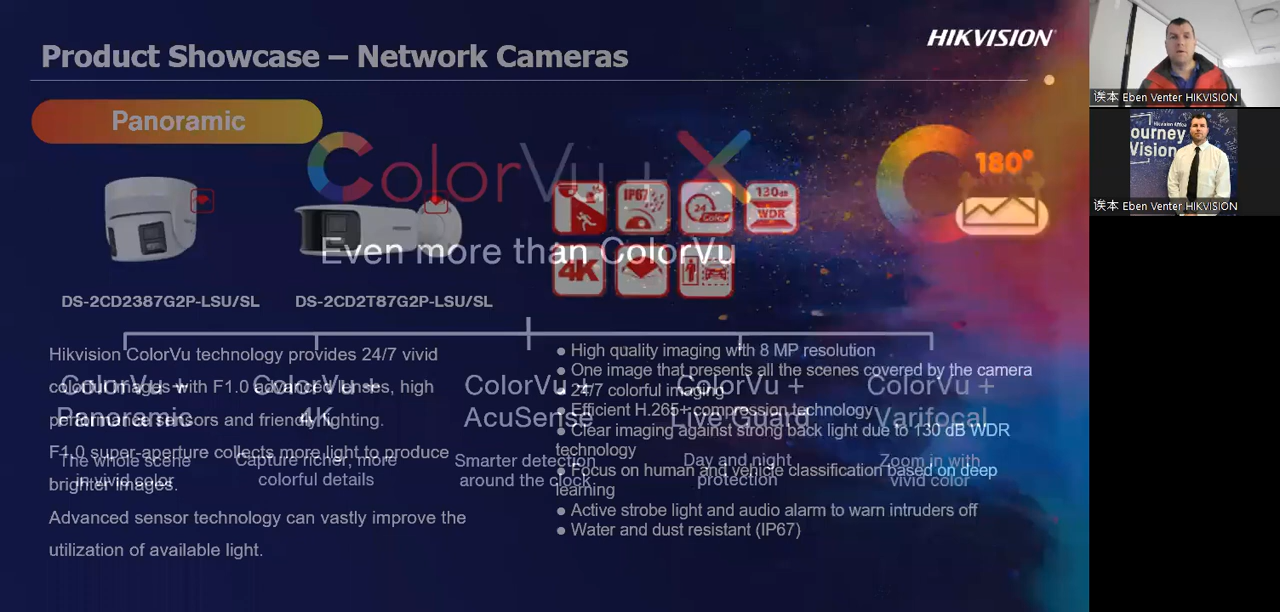 Product Showcase – Network Cameras
HIKVISION
Panoramic
ColorVu + X
Even more than ColorVu
180°
IP67
24
Color
130dB
WDR
4K
DS-2CD2387G2P-LSU/SL
DS-2CD2T87G2P-LSU/SL
Hikvision ColorVu technology provides 24/7 vivid
colorful images with F1.0 advanced lenses, high
performance sensors and friendly lighting.
F1.0 super-aperture collects more light to produce
brighter images.
Advanced sensor technology can vastly improve the
utilization of available light.
● High quality imaging with 8 MP resolution
● One image that presents all the scenes covered by the camera
● 24/7 colorful imaging
● Efficient H.265+ compression technology
● Clear imaging against strong back light due to 130 dB WDR
technology
● Focus on human and vehicle classification based on deep
learning
● Active strobe light and audio alarm to warn intruders off
● Water and dust resistant (IP67)
ColorVu +
Panoramic
The whole scene
in vivid color
ColorVu +
4K
Capture richer, more
colorful details
ColorVu +
AcuSense
Smarter detection
around the clock
ColorVu +
Live Guard
Day and night
protection
ColorVu +
Varifocal
Zoom in with
vivid color
Eben Venter HIKVISION
ourney
Vision
Eben Venter HIKVISION